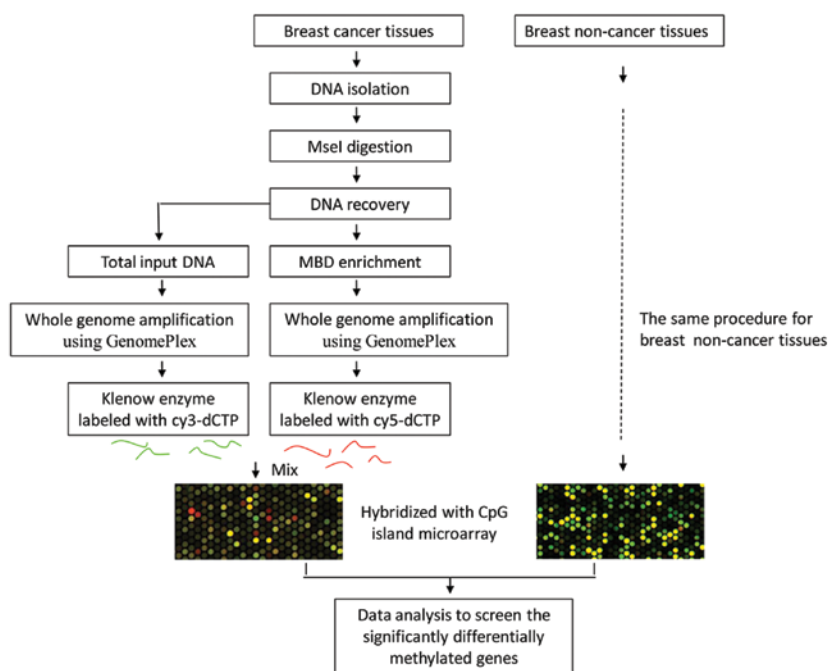 Breast cancer tissues
Breast non-cancer tissues
DNA isolation
MseI digestion
DNA recovery
Total input DNA
MBD enrichment
Whole genome amplification
using GenomePlex
Whole genome amplification
using GenomePlex
The same procedure for
breast non-cancer tissues
Klenow enzyme
labeled with cy3-dCTP
Klenow enzyme
labeled with cy5-dCTP
Mix
Hybridized with CpG
island microarray
Data analysis to screen the
significantly differentially
methylated genes